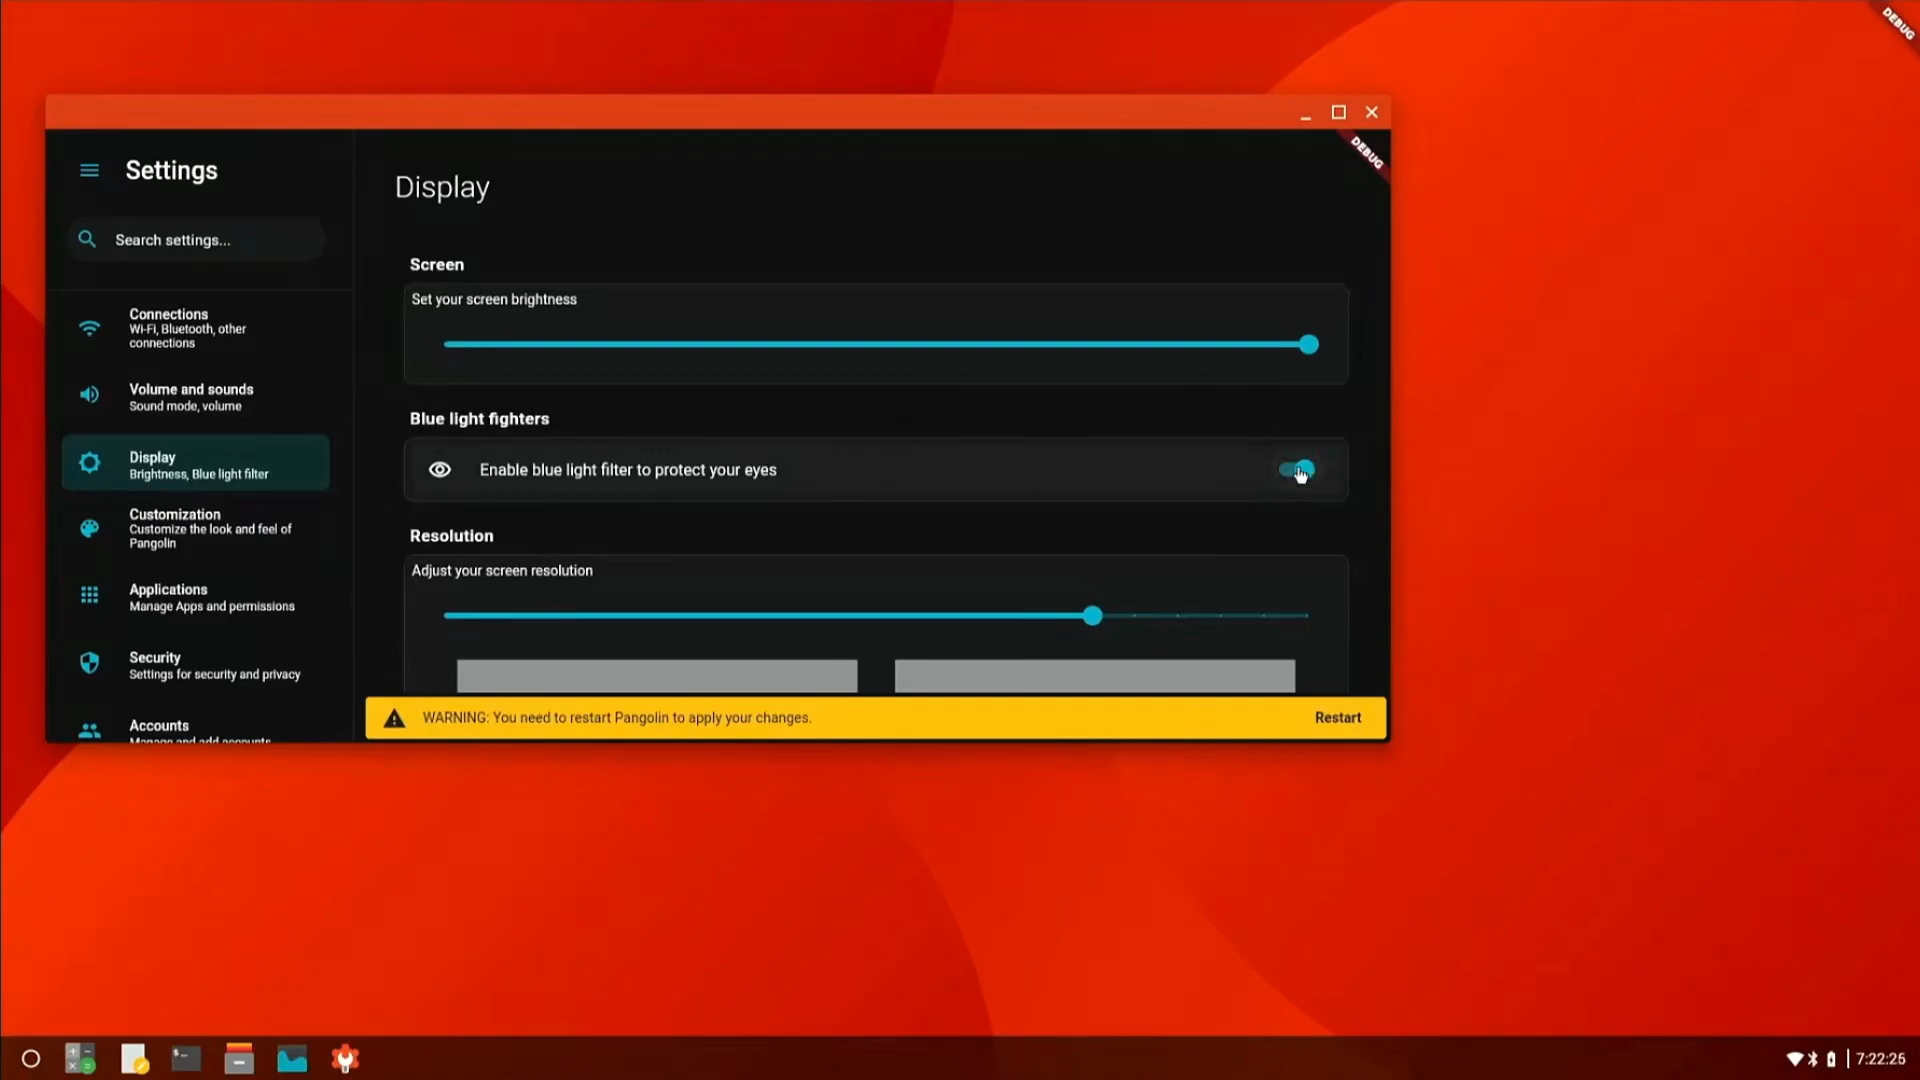 DEBUG
DEBUG
Settings
Search settings...
Connections
Wi-Fi, Bluetooth, other
connections
Volume and sounds
Sound mode, volume
Display
Brightness, Blue light filter
Customization
Customize the look and feel of
Pangolin
Applications
Manage Apps and permissions
Security
Settings for security and privacy
Accounts
Manage and add accounts
Display
Screen
Set your screen brightness
Blue light fighters
Enable blue light filter to protect your eyes
Resolution
Adjust your screen resolution
WARNING: You need to restart Pangolin to apply your changes.
Restart
7:22:25